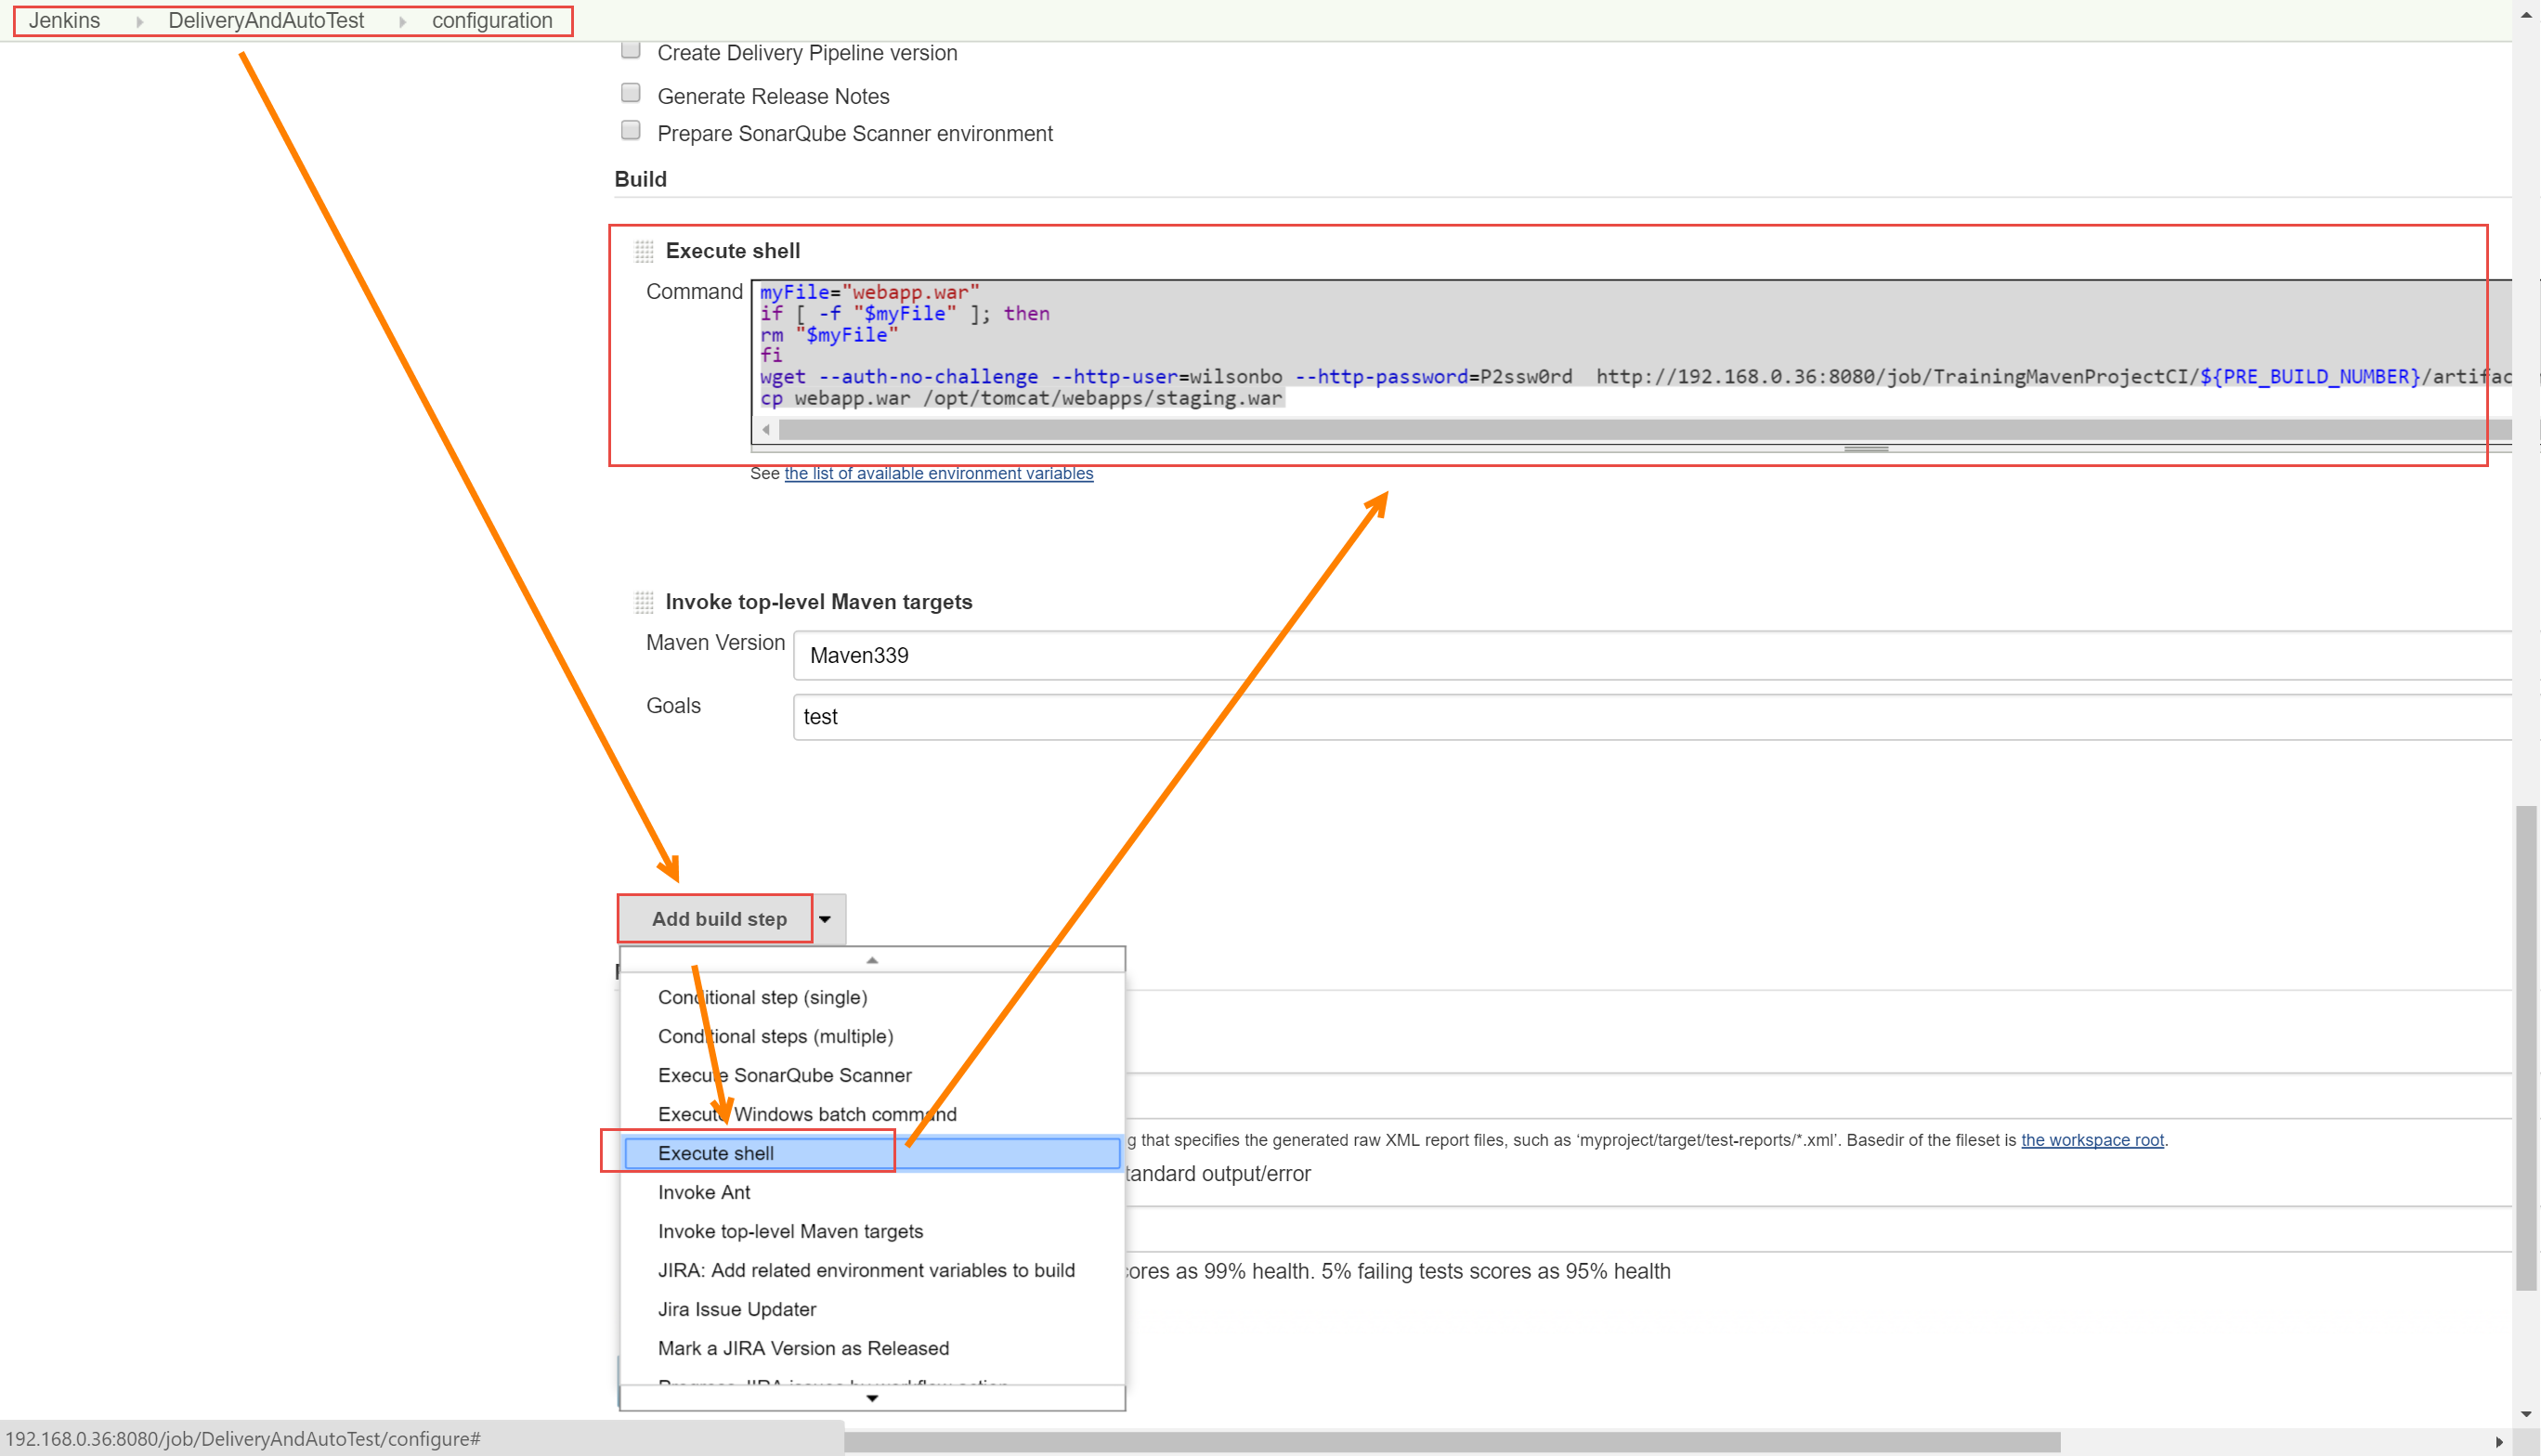 Jenkins DeliveryAndAutoTest configuration
Create Delivery Pipeline version
Generate Release Notes
Prepare SonarQube Scanner environment
Build
Execute shell
Command
myFile="webapp.war"
if [ -f "$myFile" ]; then
rm "$myFile"
fi
wget --auth-no-challenge --http-user=wilsonbo --http-password=P2ssw0rd  http://192.168.0.36:8080/job/TrainingMavenProjectCI/${PRE_BUILD_NUMBER}/artifac
cp webapp.war /opt/tomcat/webapps/staging.war
See the list of available environment variables
Invoke top-level Maven targets
Maven Version Maven339
Goals test
Add build step
Conditional step (single)
Conditional steps (multiple)
Execute SonarQube Scanner
Execute Windows batch command
g that specifies the generated raw XML report files, such as ‘myproject/target/test-reports/*.xml’. Basedir of the fileset is the workspace root.
Execute shell
tandard output/error
Invoke Ant
Invoke top-level Maven targets
JIRA: Add related environment variables to build
cores as 99% health. 5% failing tests scores as 95% health
Jira Issue Updater
Mark a JIRA Version as Released
192.168.0.36:8080/job/DeliveryAndAutoTest/configure#